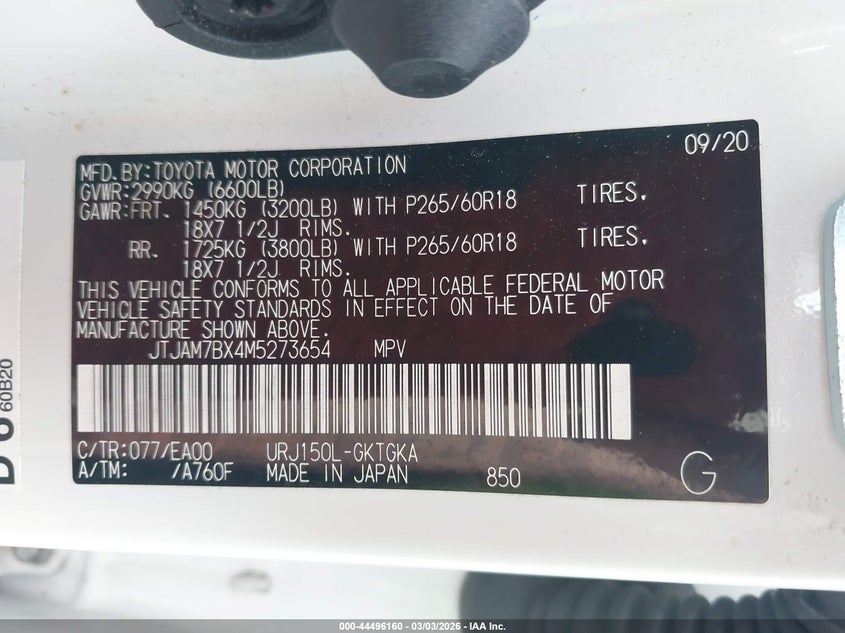 09/20
MFD.BY:TOYOTA MOTOR CORPORATION
GVWR:2990KG (6600LB)
GAWR:FRT. 1450KG (3200LB) WITH P265/60R18 TIRES.
18X7 1/2J RIMS.
RR. 1725KG (3800LB) WITH P265/60R18 TIRES.
18X7 1/2J RIMS.
THIS VEHICLE CONFORMS TO ALL APPLICABLE FEDERAL MOTOR
VEHICLE SAFETY STANDARDS IN EFFECT ON THE DATE OF
MANUFACTURE SHOWN ABOVE.
JTJAM7BX4M5273654 MPV
C/TR:077/EA00 URJ150L-GKTGKA
A/TM: /A760F MADE IN JAPAN 850 G
60B20
000-44496160 - 03/03/2026 - IAA Inc.